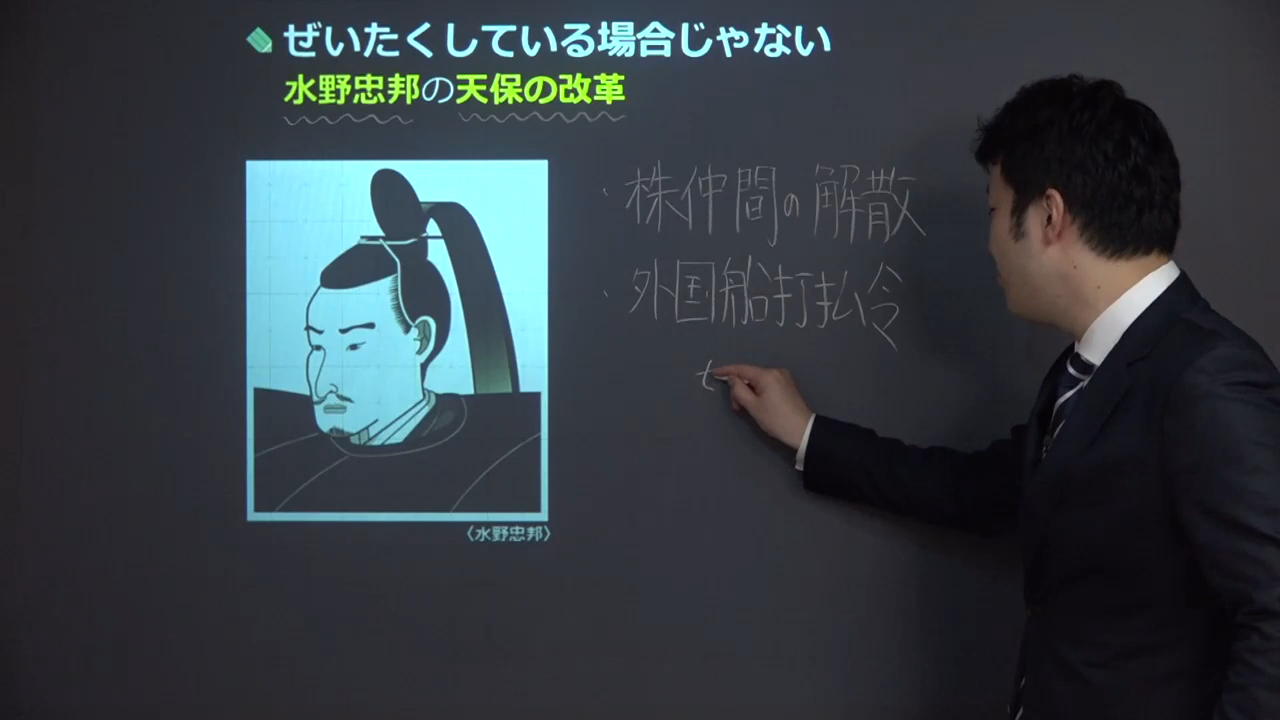 ぜいたくしている場合じゃない
水野忠邦の天保の改革
・株仲間の解散
・外国船打払令
〈水野忠邦〉